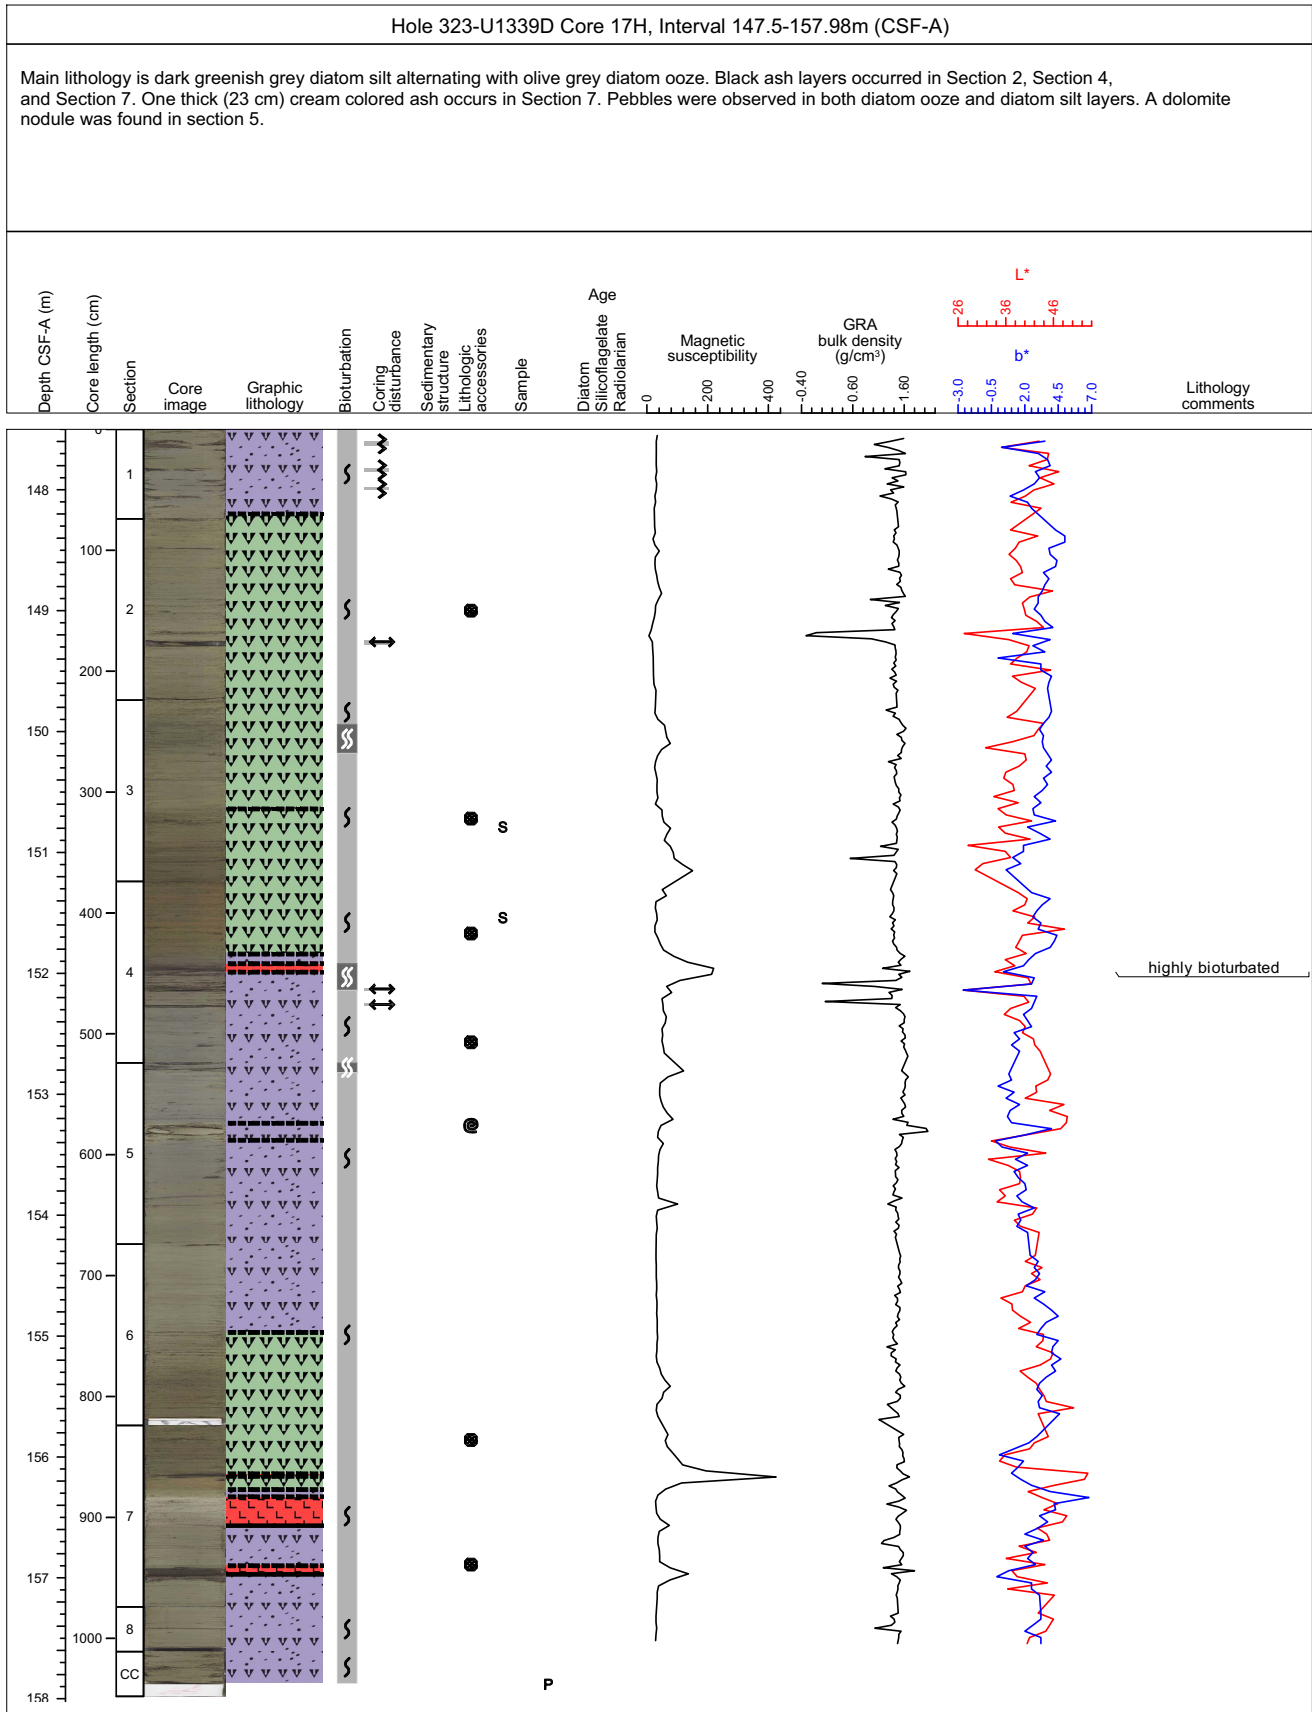 Hole 323-U1339D Core 17H, Interval 147.5-157.98m (CSF-A)
Main lithology is dark greenish grey diatom silt alternating with olive grey diatom ooze. Black ash layers occurred in Section 2, Section 4,
and Section 7. One thick (23 cm) cream colored ash occurs in Section 7. Pebbles were observed in both diatom ooze and diatom silt layers. A dolomite
nodule was found in section 5.
Depth CSF-A (m)
Core length (cm)
Section
Core
image
Graphic
lithology
Bioturbation
Coring
disturbance
Sedimentary
structure
Lithologic
accessories
Sample
Age
Diatom
Silicoflagelate
Radiolarian
Magnetic
susceptibility
0
200
400
GRA
bulk density
(g/cm³)
-0.40
0.60
1.60
L*
26
36
46
b*
-3.0
-0.5
2.0
4.5
7.0
Lithology
comments
0
1
148
100
2
149
200
150
3
300
S
151
400
S
4
152
highly bioturbated
500
153
5
600
154
700
6
155
800
156
7
900
157
8
1000
CC
P
158